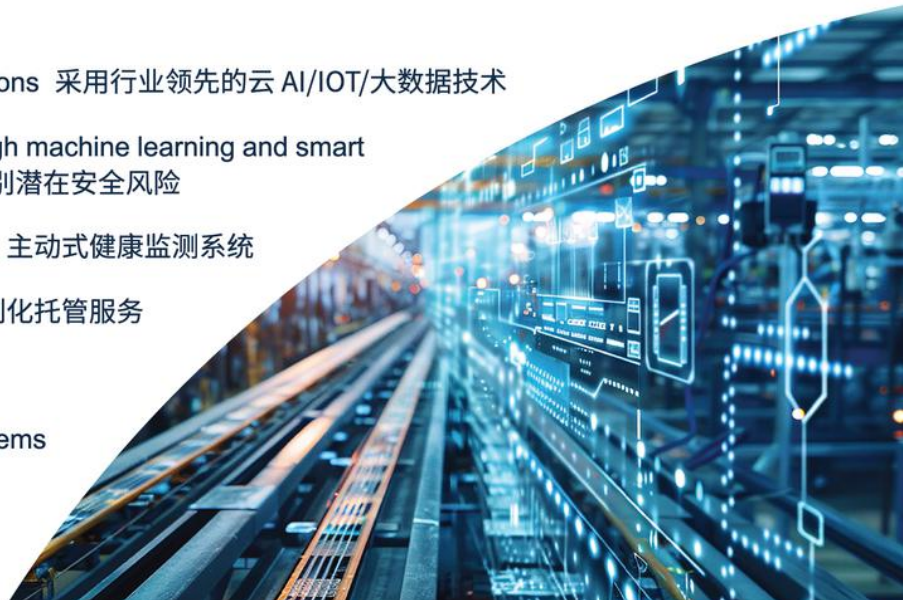 ons 采用行业领先的云 AI/IOT/大数据技术
gh machine learning and smart
别潜在安全风险
主动式健康监测系统
化托管服务
ems